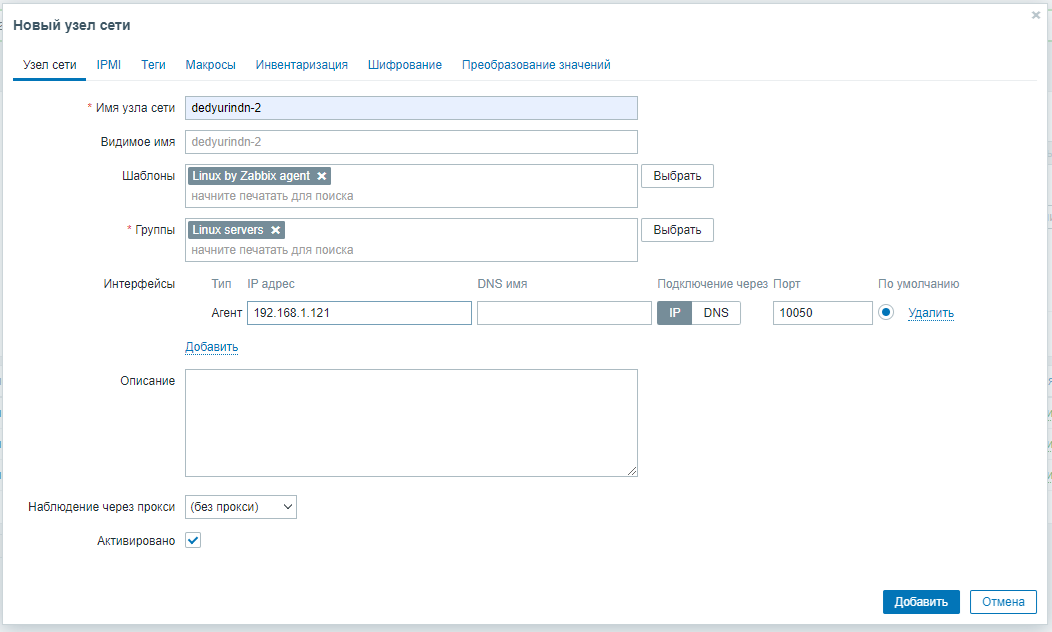 Новый узел сети
Узел сети IPMI Теги Макросы Инвентаризация Шифрование Преобразование значений
* Имя узла сети dedyurindn-2
Видимое имя dedyurindn-2
Шаблоны Linux by Zabbix agent Выбрать
начните печатать для поиска
* Группы Linux servers Выбрать
начните печатать для поиска
Интерфейсы Тип IP адрес DNS имя Подключение через Порт По умолчанию
Агент 192.168.1.121 IP DNS 10050 Удалить
Добавить
Описание
Наблюдение через прокси (без прокси)
Активировано
Добавить Отмена